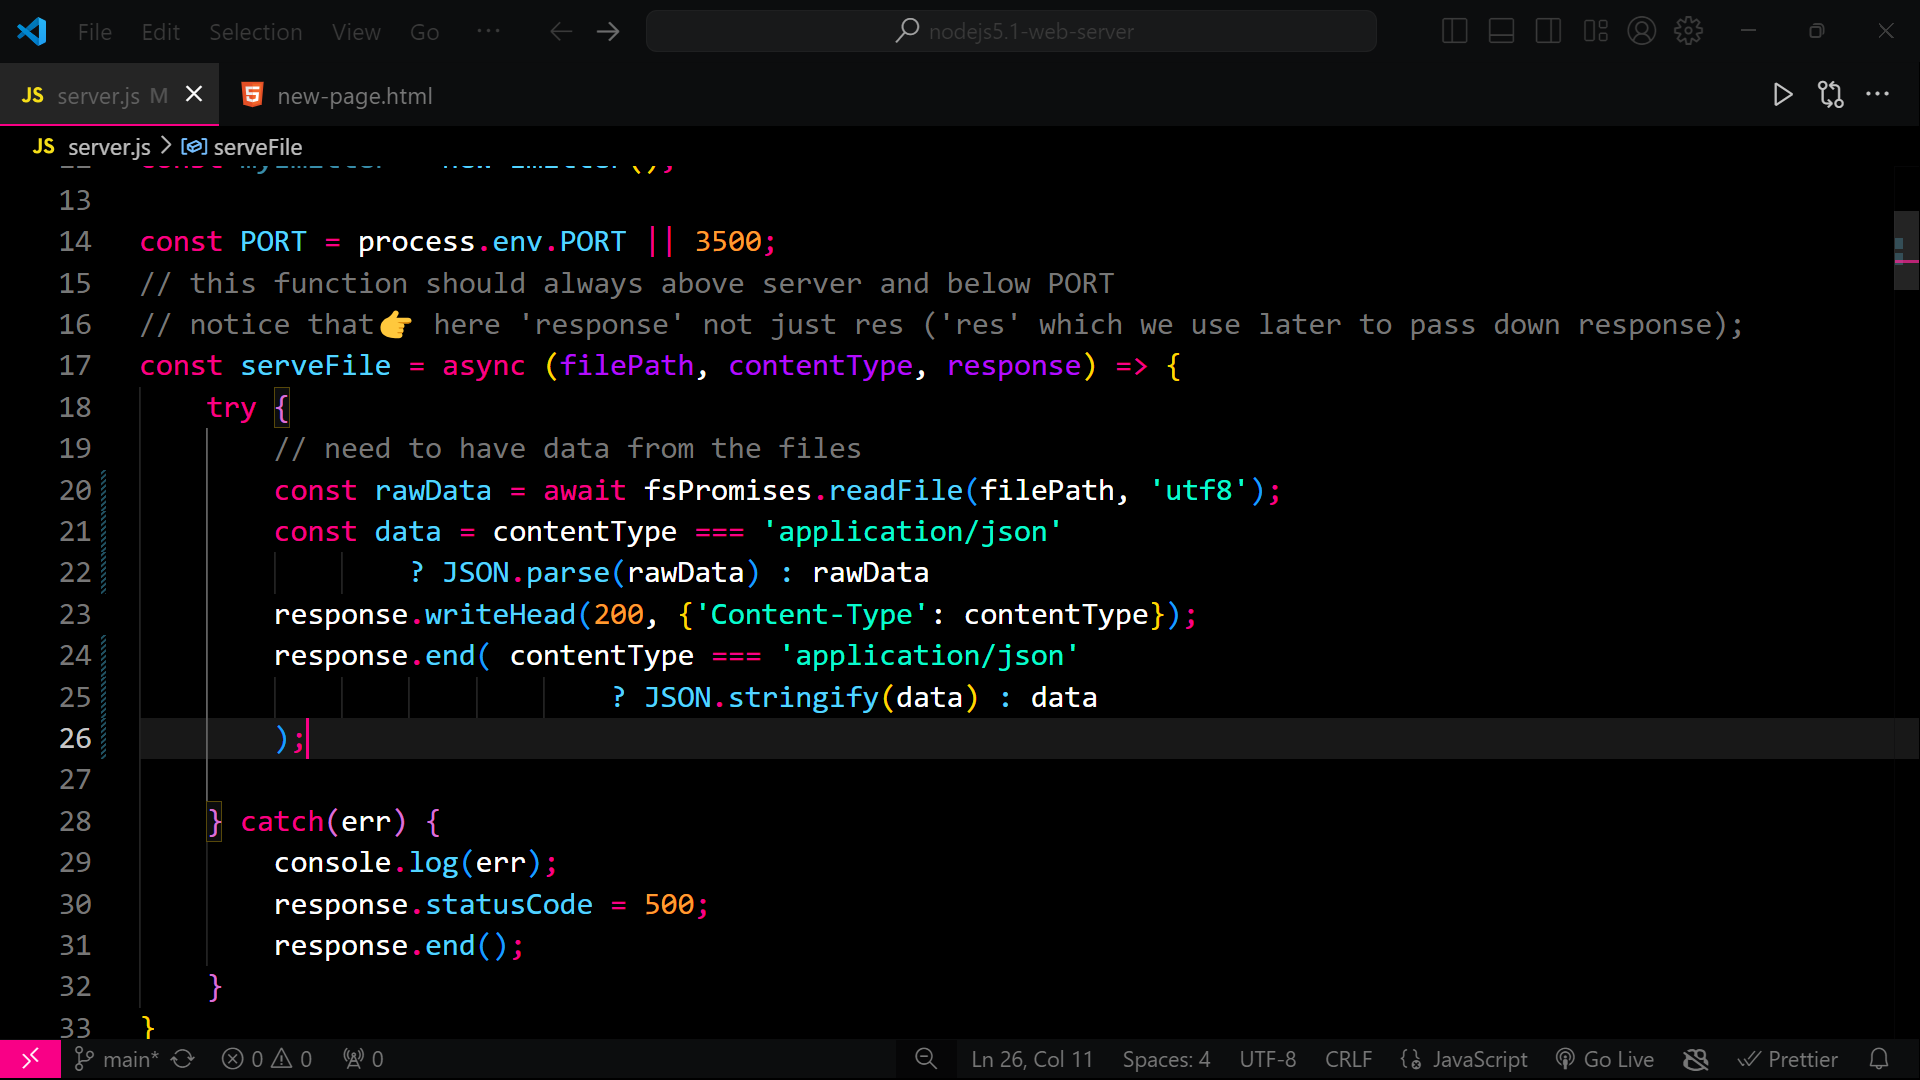 File Edit Selection View Go ··· nodejs5.1-web-server
JS server.js M new-page.html
JS server.js > serveFile
13
14 const PORT = process.env.PORT || 3500;
15 // this function should always above server and below PORT
16 // notice that👉 here 'response' not just res ('res' which we use later to pass down response);
17 const serveFile = async (filePath, contentType, response) => {
18 try {
19 // need to have data from the files
20 const rawData = await fsPromises.readFile(filePath, 'utf8');
21 const data = contentType === 'application/json'
22 ? JSON.parse(rawData) : rawData
23 response.writeHead(200, {'Content-Type': contentType});
24 response.end( contentType === 'application/json'
25 ? JSON.stringify(data) : data
26 );
27
28 } catch(err) {
29 console.log(err);
30 response.statusCode = 500;
31 response.end();
32 }
33 }
main* 0 0 0 Ln 26, Col 11 Spaces: 4 UTF-8 CRLF {} JavaScript Go Live Prettier